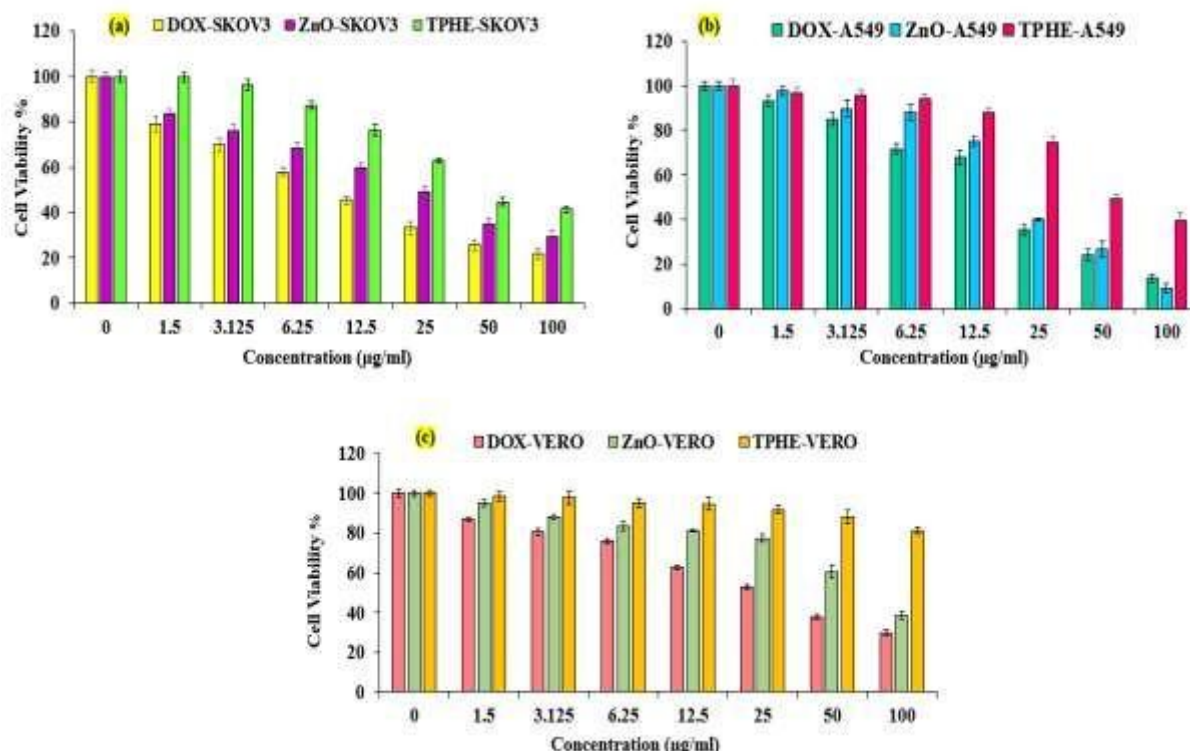 (a) DOX-SKOV3 ZnO-SKOV3 TPHE-SKOV3
120
100
80
60
40
20
0
Cell Viability %
0 1.5 3.125 6.25 12.5 25 50 100
Concentration (µg/ml)
(b) DOX-A549 ZnO-A549 TPHE-A549
120
100
80
60
40
20
0
Cell Viability %
0 1.5 3.125 6.25 12.5 25 50 100
Concentration (µg/ml)
(c) DOX-VERO ZnO-VERO TPHE-VERO
120
100
80
60
40
20
0
Cell Viability %
0 1.5 3.125 6.25 12.5 25 50 100
Concentration (µg/ml)